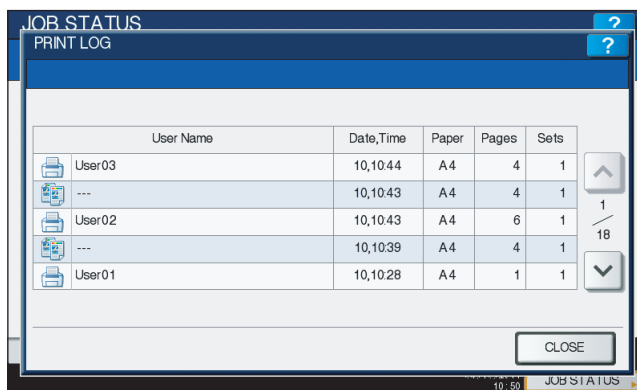 JOB STATUS ?
PRINT LOG ?
User Name Date,Time Paper Pages Sets
User03 10,10:44 A4 4 1
--- 10,10:43 A4 4 1
User02 10,10:43 A4 6 1
--- 10,10:39 A4 4 1
User01 10,10:28 A4 1 1
1
18
CLOSE
10:50 JOB STATUS